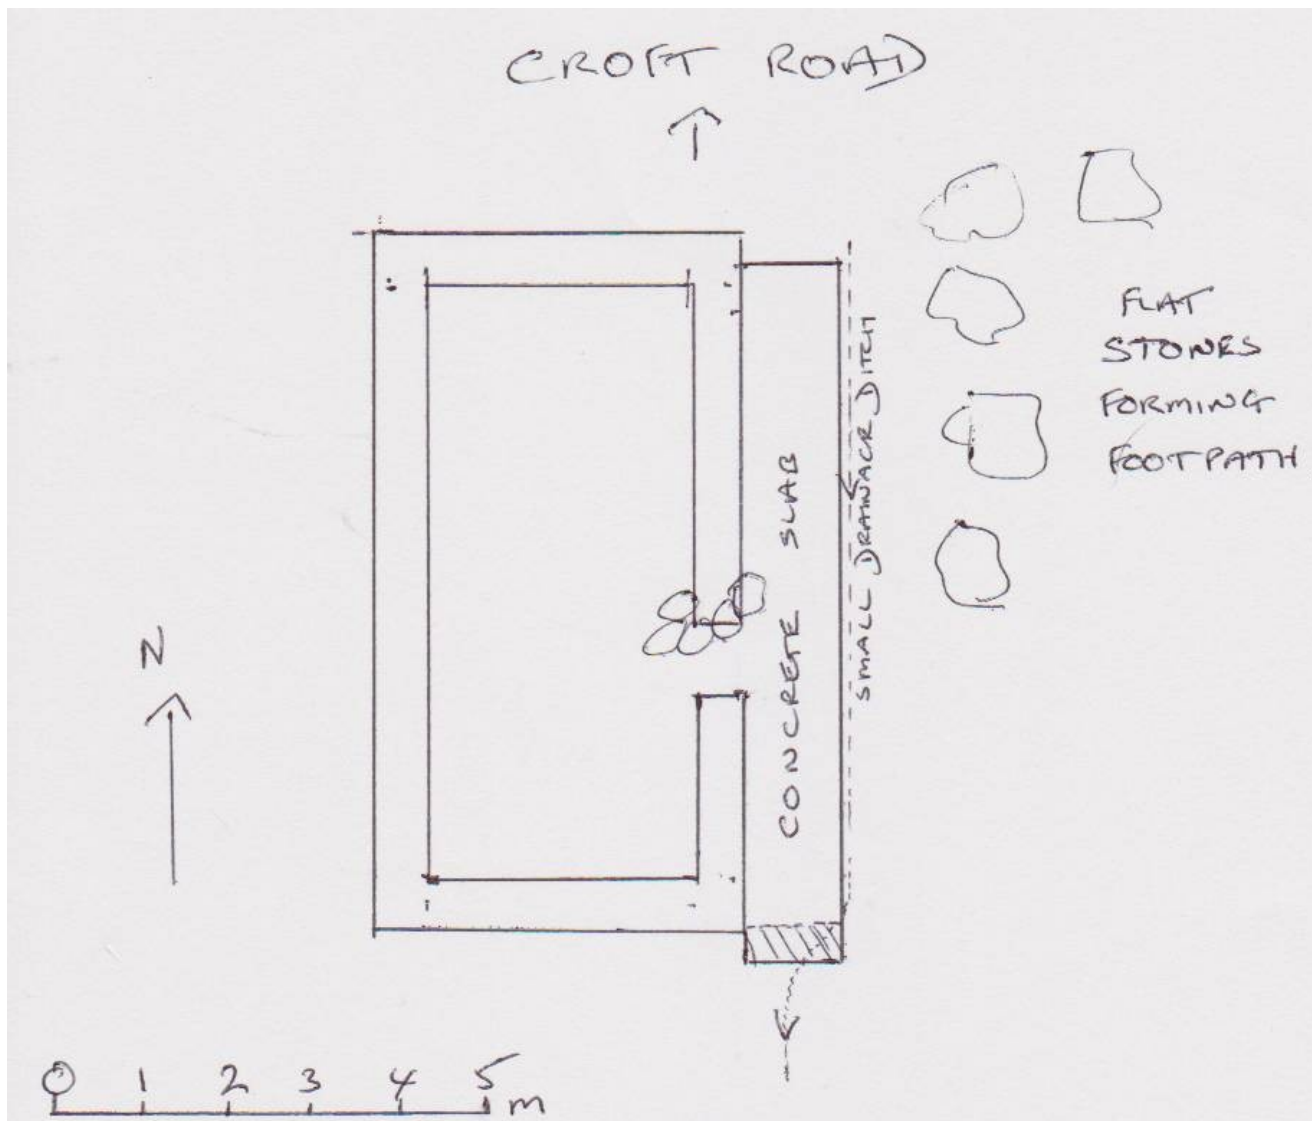 CROFT ROAD
FLAT
STONES
FORMING
FOOTPATH
SMALL DRAINAGE DITCH
CONCRETE SLAB
N
0 1 2 3 4 5 m